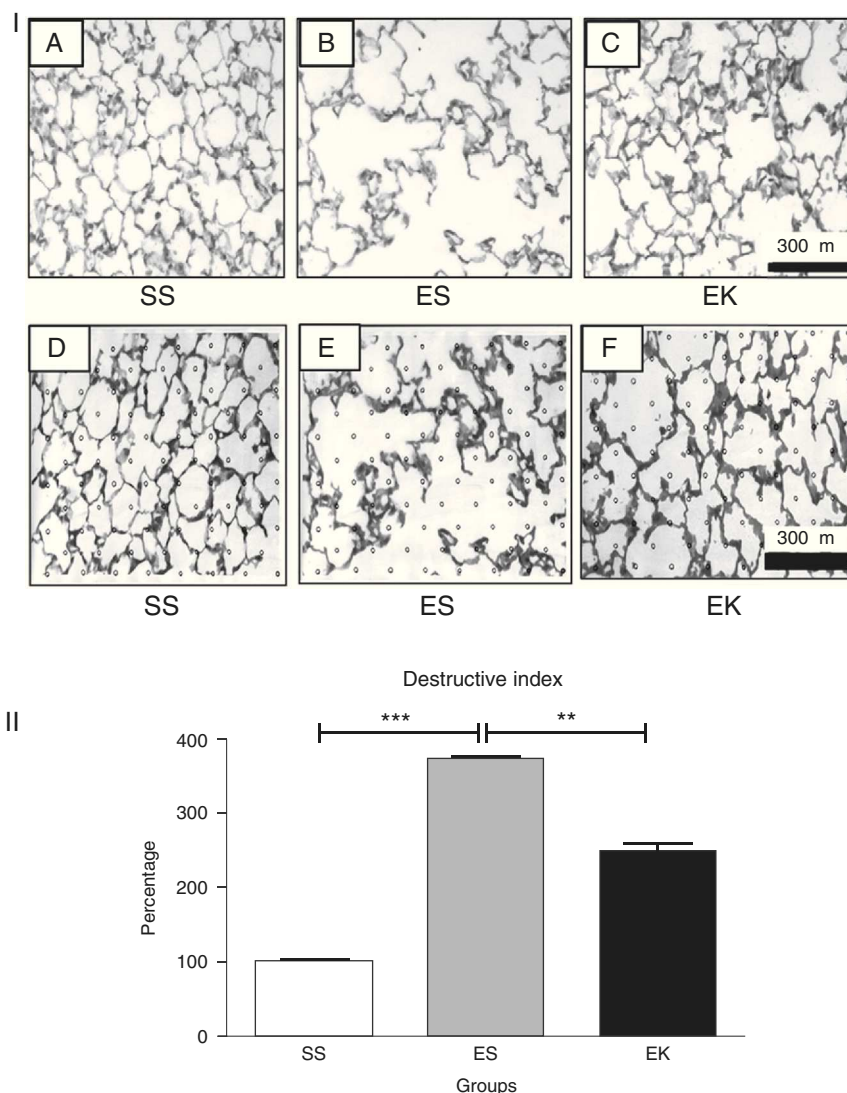 I
A
B
C
300 m
SS
ES
EK
D
E
F
300 m
SS
ES
EK
Destructive index
II
***
**
400
300
200
100
0
Percentage
SS
ES
EK
Groups